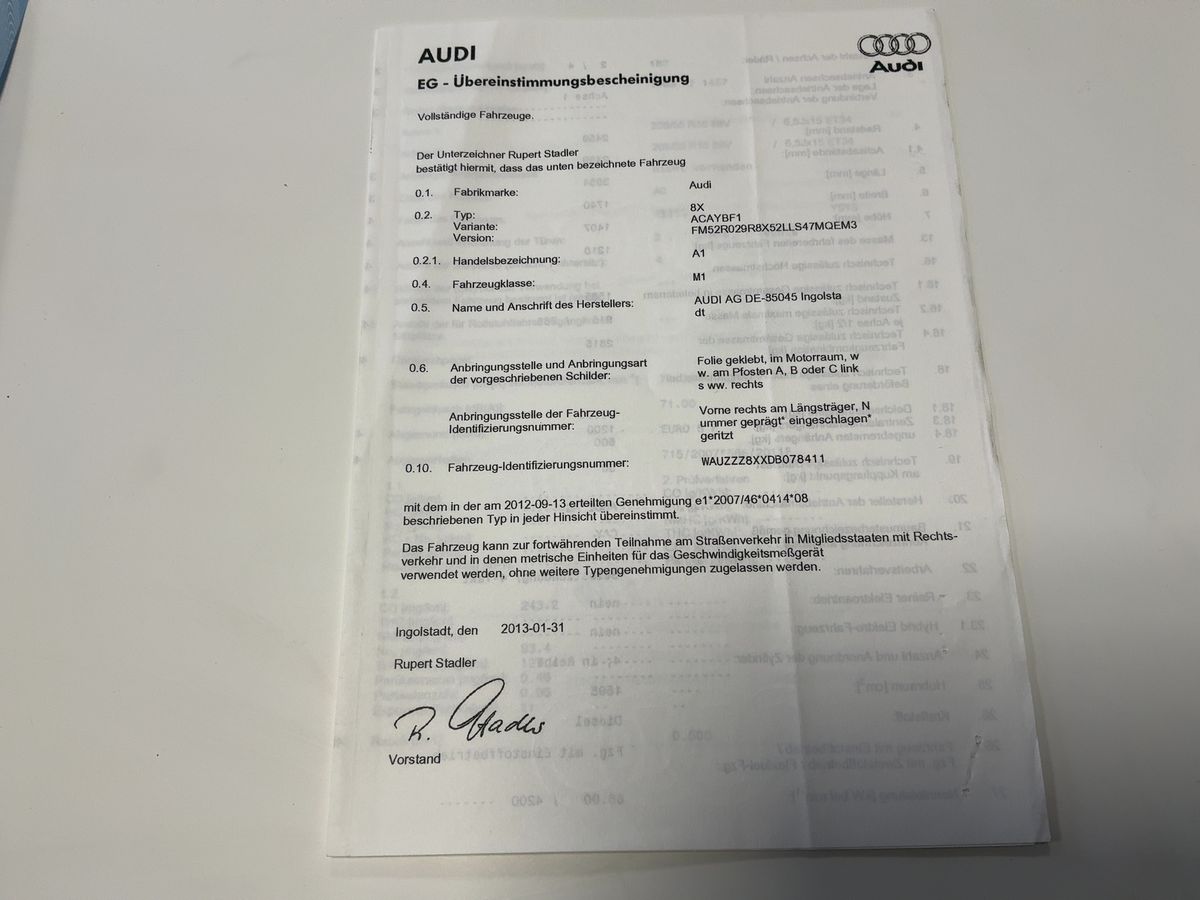 AUDI
Audi
EG - Übereinstimmungsbescheinigung
Vollständige Fahrzeuge.
Der Unterzeichner Rupert Stadler
bestätigt hiermit, dass das unten bezeichnete Fahrzeug
0.1. Fabrikmarke: Audi
0.2. Typ: 8X
Variante: ACAYBF1
Version: FM52R029R8X52LLS47MQEM3
0.2.1. Handelsbezeichnung: A1
0.4. Fahrzeugklasse: M1
0.5. Name und Anschrift des Herstellers: AUDI AG DE-85045 Ingolsta
dt
0.6. Anbringungsstelle und Anbringungsart Folie geklebt, im Motorraum, w
der vorgeschriebenen Schilder: w. am Pfosten A, B oder C link
s ww. rechts
Anbringungsstelle der Fahrzeug- Vorne rechts am Längsträger, N
Identifizierungsnummer: ummer geprägt* eingeschlagen*
geritzt
0.10. Fahrzeug-Identifizierungsnummer: WAUZZZ8XXDB078411
mit dem in der am 2012-09-13 erteilten Genehmigung e1*2007/46*0414*08
beschriebenen Typ in jeder Hinsicht übereinstimmt.
Das Fahrzeug kann zur fortwährenden Teilnahme am Straßenverkehr in Mitgliedsstaaten mit Rechts-
verkehr und in denen metrische Einheiten für das Geschwindigkeitsmeßgerät
verwendet werden, ohne weitere Typengenehmigungen zugelassen werden.
Ingolstadt, den 2013-01-31
Rupert Stadler
R. Stadler
Vorstand